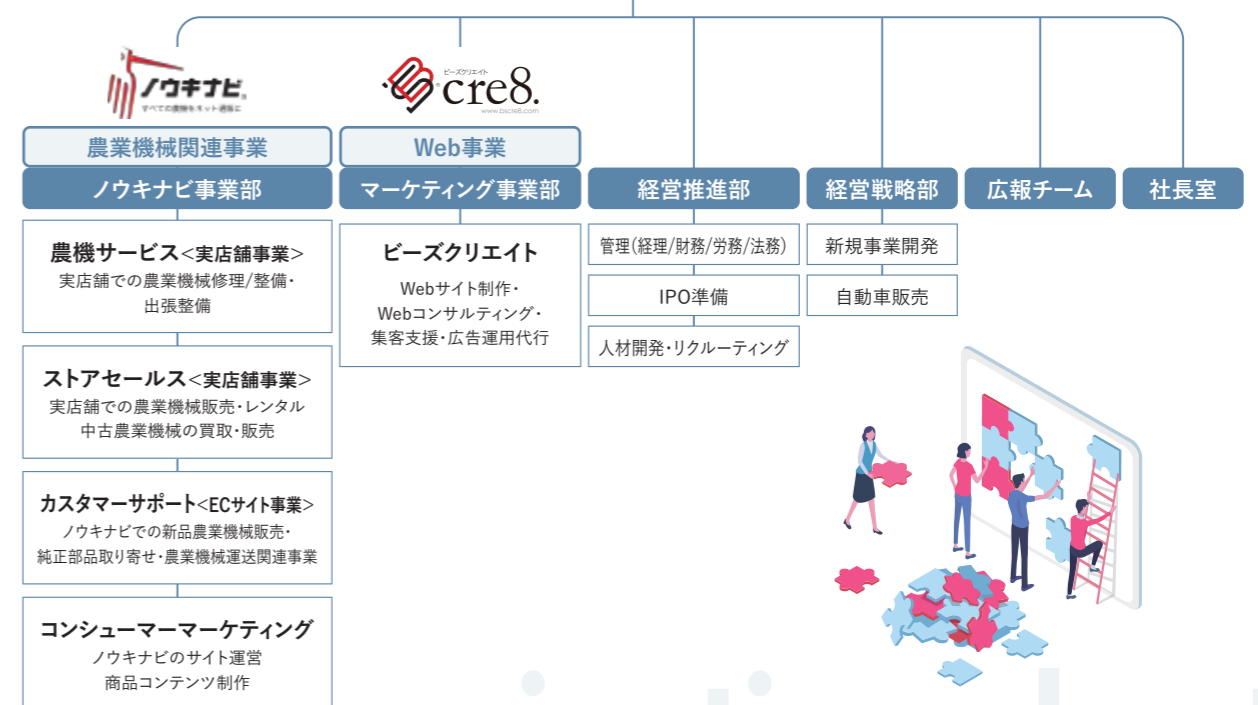 ノウキナビ
すべての農機をネット通販に
ビーズクリエイト
cre8.
www.bscre8.com
農業機械関連事業
Web事業
ノウキナビ事業部
マーケティング事業部
経営推進部
経営戦略部
広報チーム
社長室
農機サービス<実店舗事業>
実店舗での農業機械修理/整備・
出張整備
ストアセールス<実店舗事業>
実店舗での農業機械販売・レンタル
中古農業機械の買取・販売
カスタマーサポート<ECサイト事業>
ノウキナビでの新品農業機械販売・
純正部品取り寄せ・農業機械運送関連事業
コンシューマーマーケティング
ノウキナビのサイト運営
商品コンテンツ制作
ビーズクリエイト
Webサイト制作・
Webコンサルティング・
集客支援・広告運用代行
管理(経理/財務/労務/法務)
IPO準備
人材開発・リクルーティング
新規事業開発
自動車販売